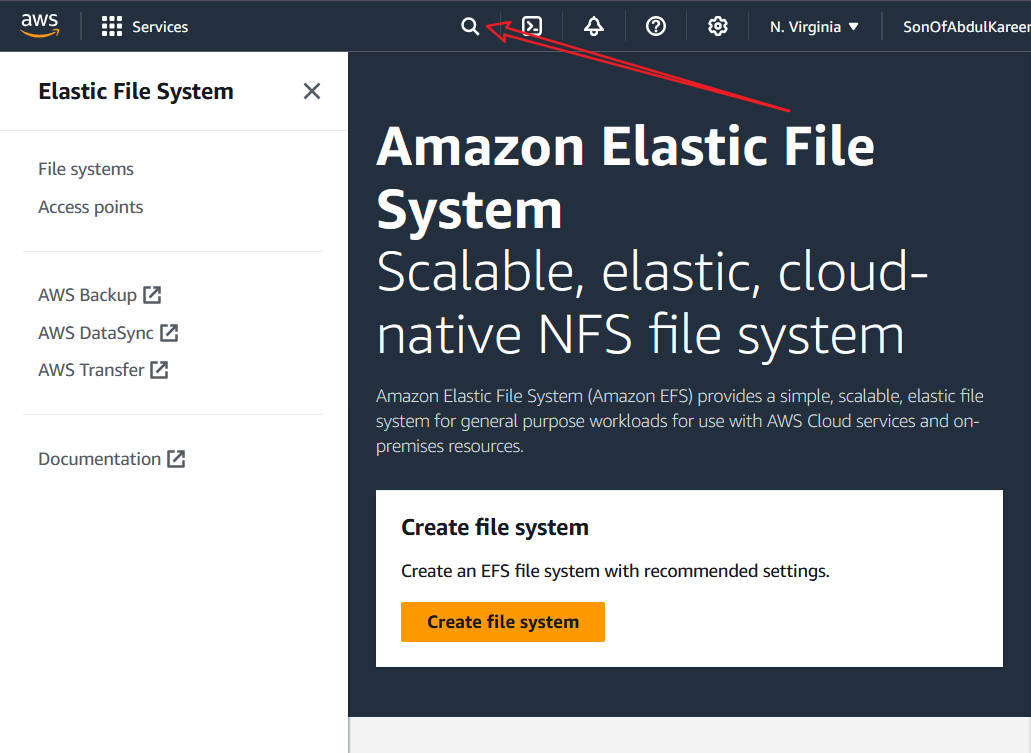 aws
Services
N. Virginia
Elastic File System
File systems
Access points
AWS Backup
AWS DataSync
AWS Transfer
Documentation
Amazon Elastic File
System
Scalable, elastic, cloud-
native NFS file system
Amazon Elastic File System (Amazon EFS) provides a simple, scalable, elastic file
system for general purpose workloads for use with AWS Cloud services and on-
premises resources.
Create file system
Create an EFS file system with recommended settings.
Create file system